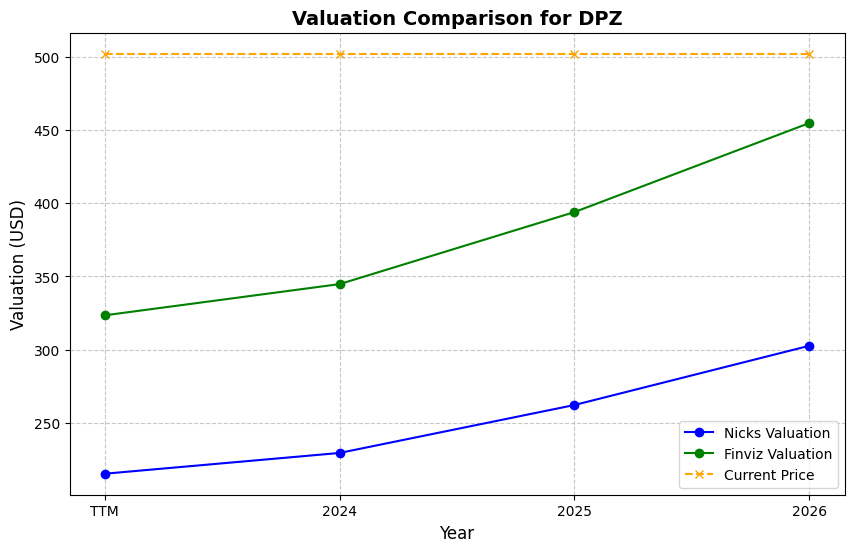 Valuation Comparison for DPZ
500
450
400
350
300
250
Valuation (USD)
Nicks Valuation
Finviz Valuation
Current Price
TTM 2024 2025 2026
Year